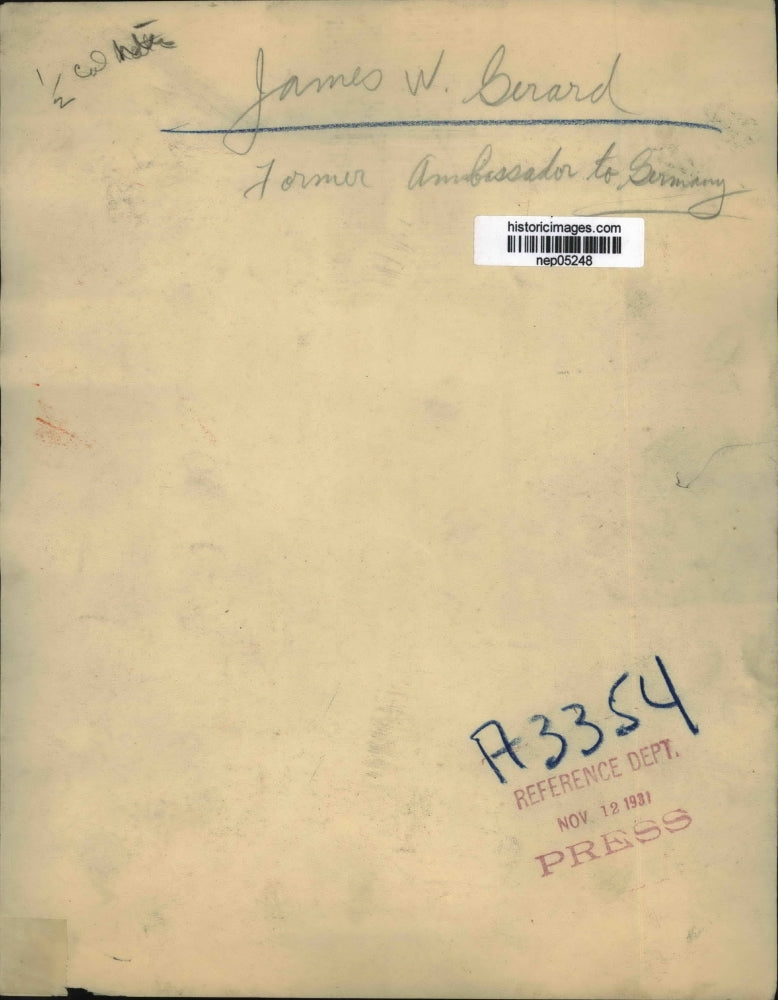 1/2 Col
James W. Gerard
Former Ambassador to Germany
historicimages.com
nep05248
A3354
REFERENCE DEPT.
NOV. 12 1931
PRESS